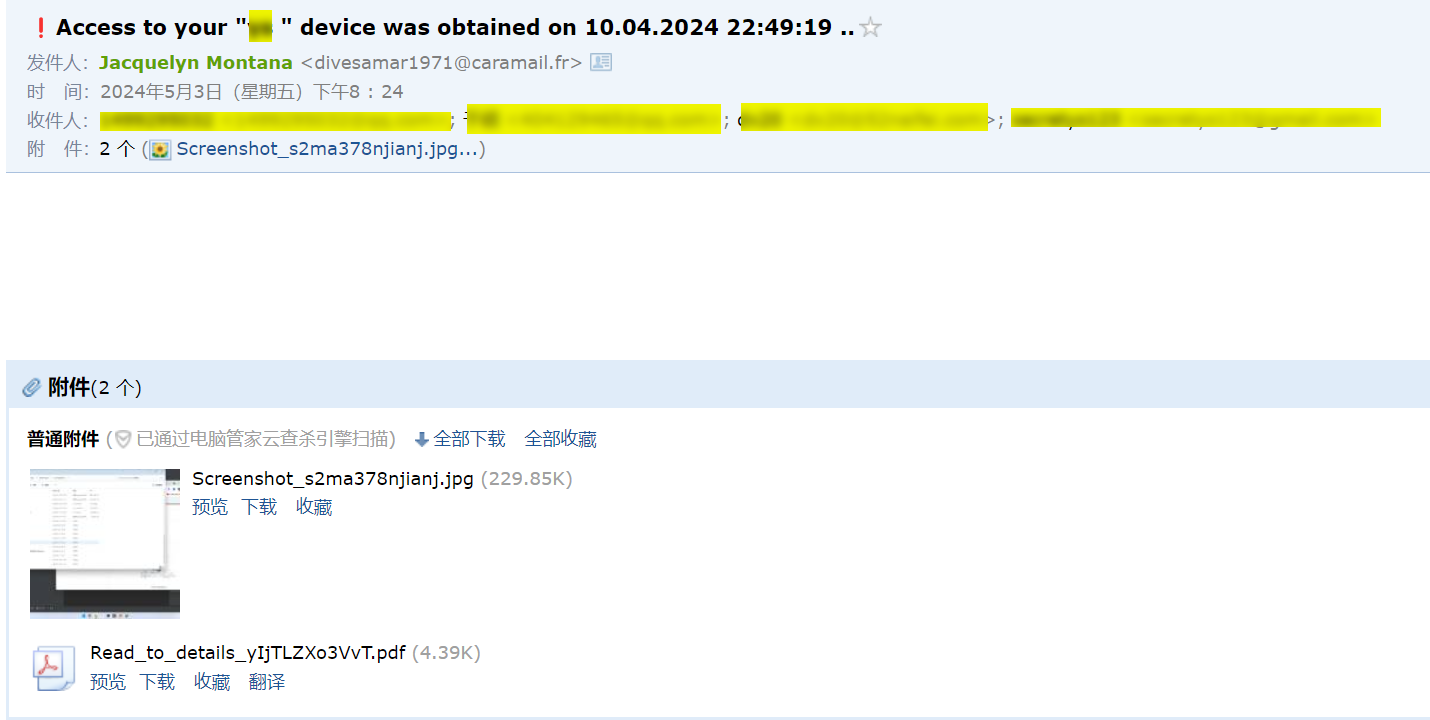 Access to your " " device was obtained on 10.04.2024 22:49:19 ..
发件人: Jacquelyn Montana <divesamar1971@caramail.fr>
时 间: 2024年5月3日（星期五）下午8 : 24
收件人: ; ; >;
附 件: 2 个 (Screenshot_s2ma378njianj.jpg...)
附件(2 个)
普通附件 (已通过电脑管家云查杀引擎扫描) 全部下载 全部收藏
Screenshot_s2ma378njianj.jpg (229.85K)
预览 下载 收藏
Read_to_details_yIjTLZXo3VvT.pdf (4.39K)
预览 下载 收藏 翻译